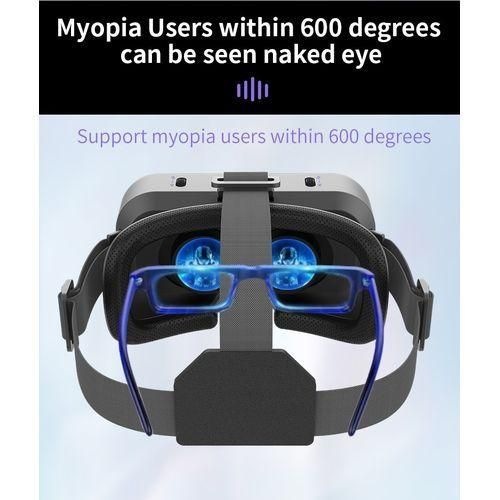 Myopia Users within 600 degrees
can be seen naked eye
Support myopia users within 600 degrees